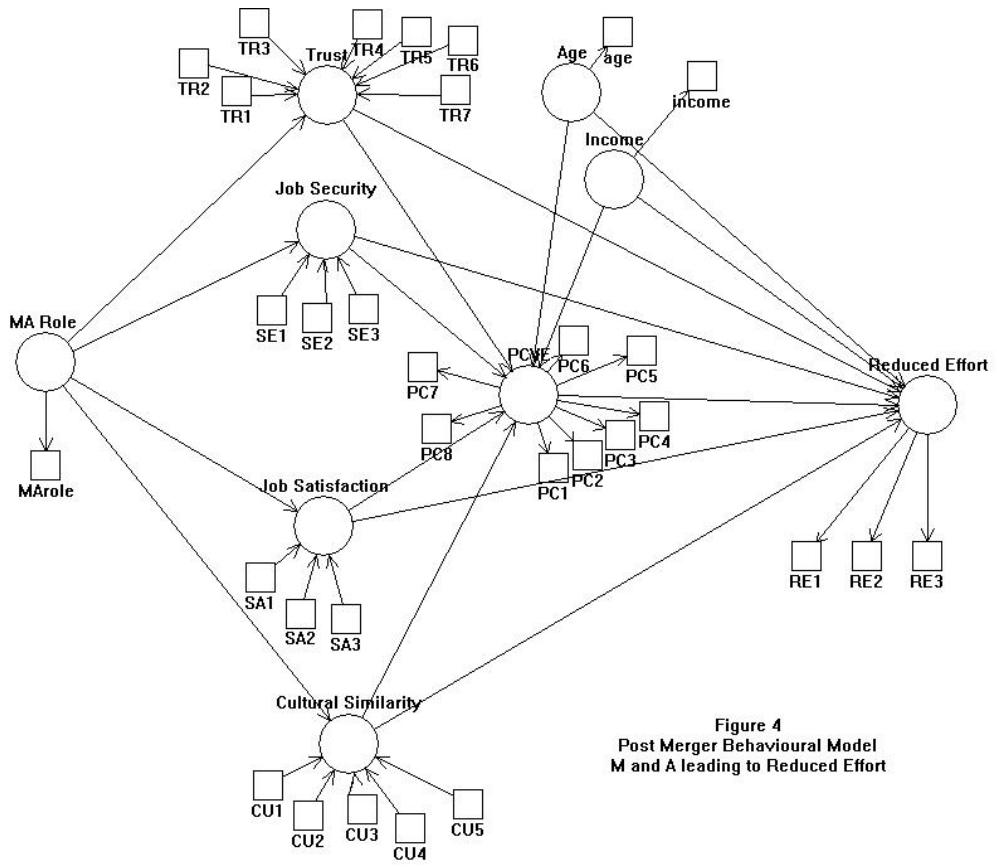 TR3
Trust
TR4
TR5
TR6
TR2
TR1
TR7
Age
age
income
Income
Job Security
SE1
SE2
SE3
MA Role
MArole
PCVF
PC6
PC5
PC7
PC8
PC4
PC3
PC2
PC1
Reduced Effort
RE1
RE2
RE3
Job Satisfaction
SA1
SA2
SA3
Cultural Similarity
CU1
CU2
CU3
CU4
CU5
Figure 4
Post Merger Behavioural Model
M and A leading to Reduced Effort